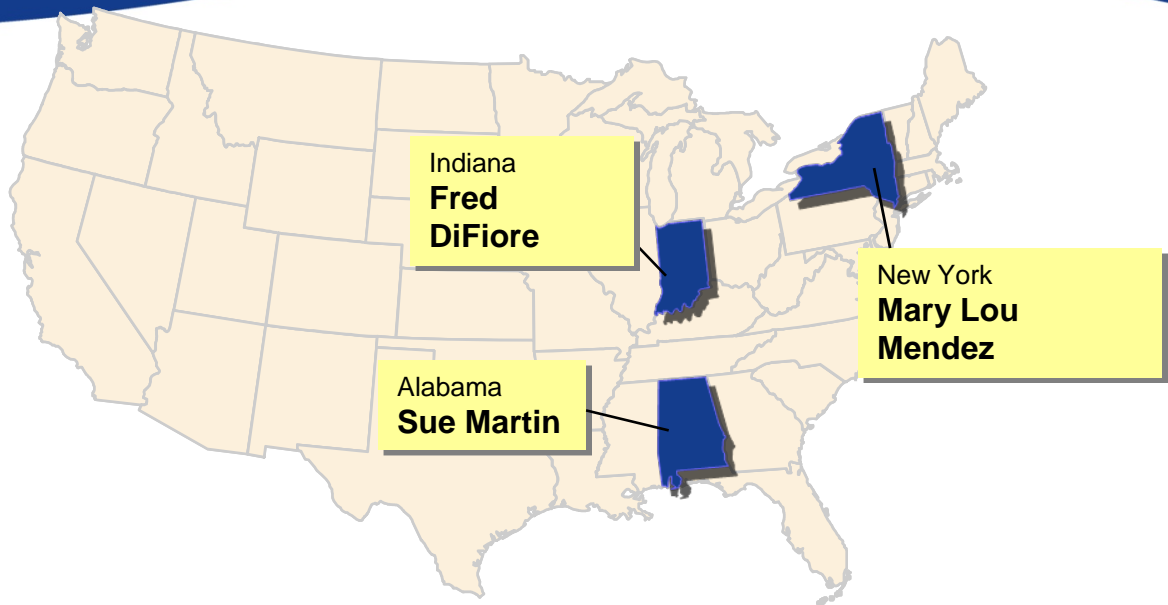 Indiana
Fred
DiFiore
New York
Mary Lou
Mendez
Alabama
Sue Martin